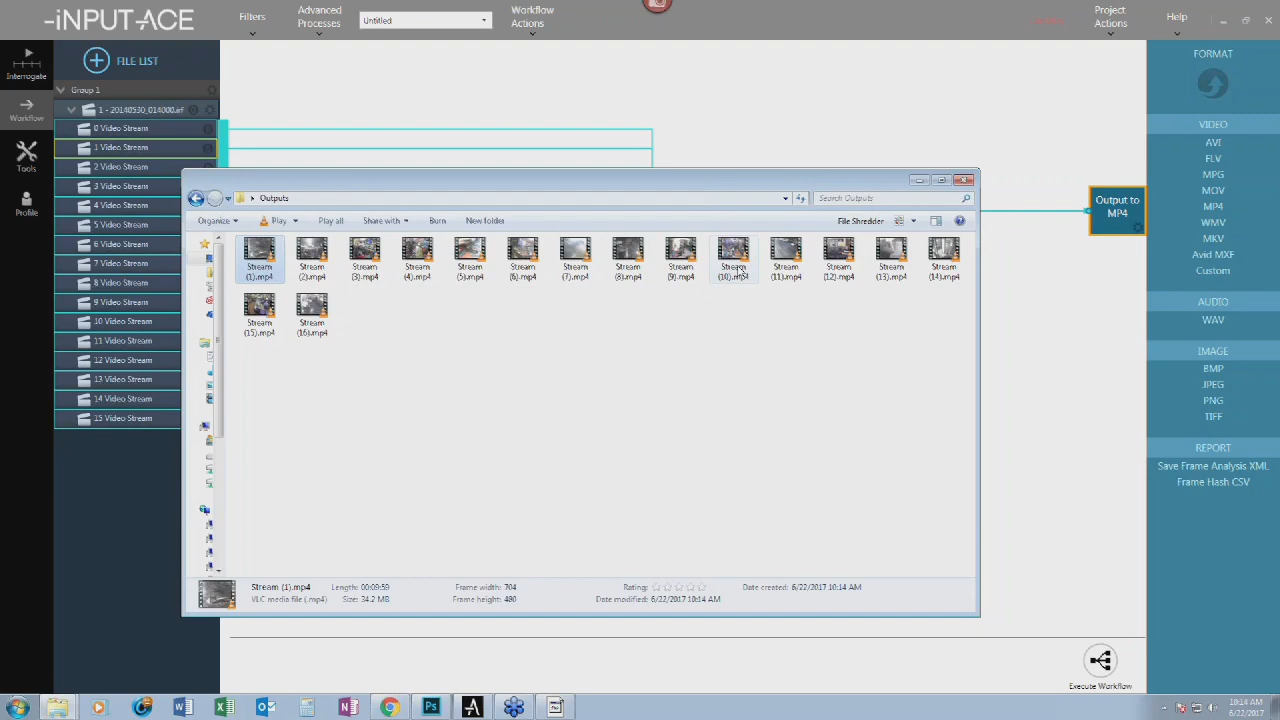 -iNPUT-ACE
Filters
Advanced
Processes
Untitled
Workflow
Actions
Project
Actions
Help
Interrogate
Workflow
Tools
Profile
FILE LIST
Group 1
1 - 20140530_014000.irf
0 Video Stream
1 Video Stream
2 Video Stream
3 Video Stream
4 Video Stream
5 Video Stream
6 Video Stream
7 Video Stream
8 Video Stream
9 Video Stream
10 Video Stream
11 Video Stream
12 Video Stream
13 Video Stream
14 Video Stream
15 Video Stream
Outputs
Search Outputs
Organize
Play
Play all
Share with
Burn
New folder
File Shredder
Stream
(1).mp4
Stream
(2).mp4
Stream
(3).mp4
Stream
(4).mp4
Stream
(5).mp4
Stream
(6).mp4
Stream
(7).mp4
Stream
(8).mp4
Stream
(9).mp4
Stream
(10).mp4
Stream
(11).mp4
Stream
(12).mp4
Stream
(13).mp4
Stream
(14).mp4
Stream
(15).mp4
Stream
(16).mp4
Stream (1).mp4
VLC media file (.mp4)
Length: 00:09:59
Size: 34.2 MB
Frame width: 704
Frame height: 480
Rating:
Date modified: 6/22/2017 10:14 AM
Date created: 6/22/2017 10:14 AM
Output to
MP4
Execute Workflow
FORMAT
VIDEO
AVI
FLV
MPG
MOV
MP4
WMV
MKV
Avid MXF
Custom
AUDIO
WAV
IMAGE
BMP
JPEG
PNG
TIFF
REPORT
Save Frame Analysis XML
Frame Hash CSV
10:14 AM
6/22/2017